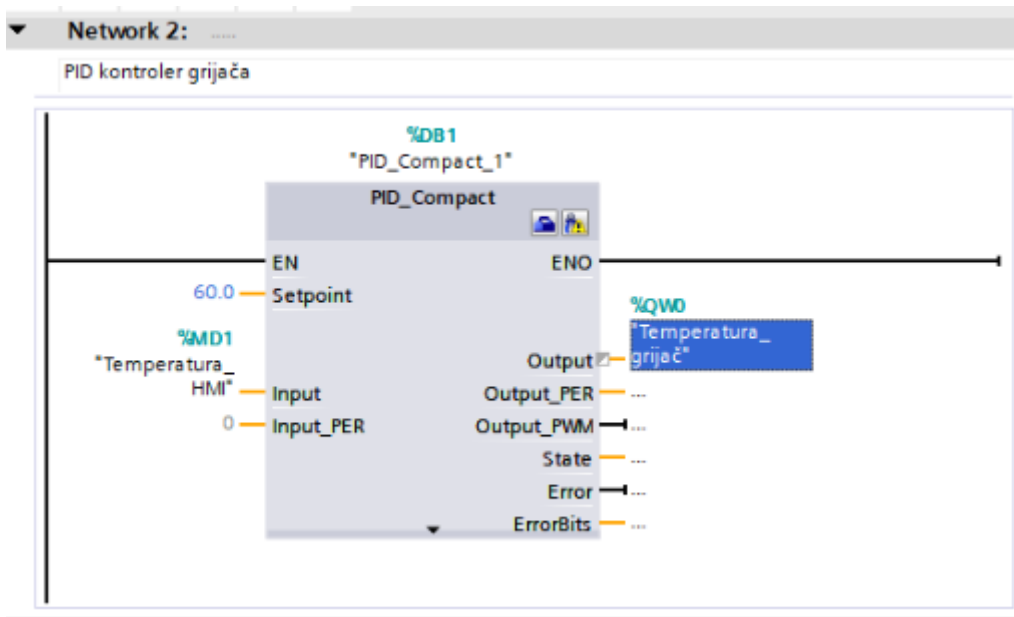 Network 2: .....
PID kontroler grijača
%DB1
"PID_Compact_1"
PID_Compact
EN
ENO
60.0
Setpoint
%QW0
"Temperatura_
grijač"
%MD1
"Temperatura_
HMI"
Output
Input
Output_PER
...
0
Input_PER
Output_PWM
...
State
...
Error
...
ErrorBits
...